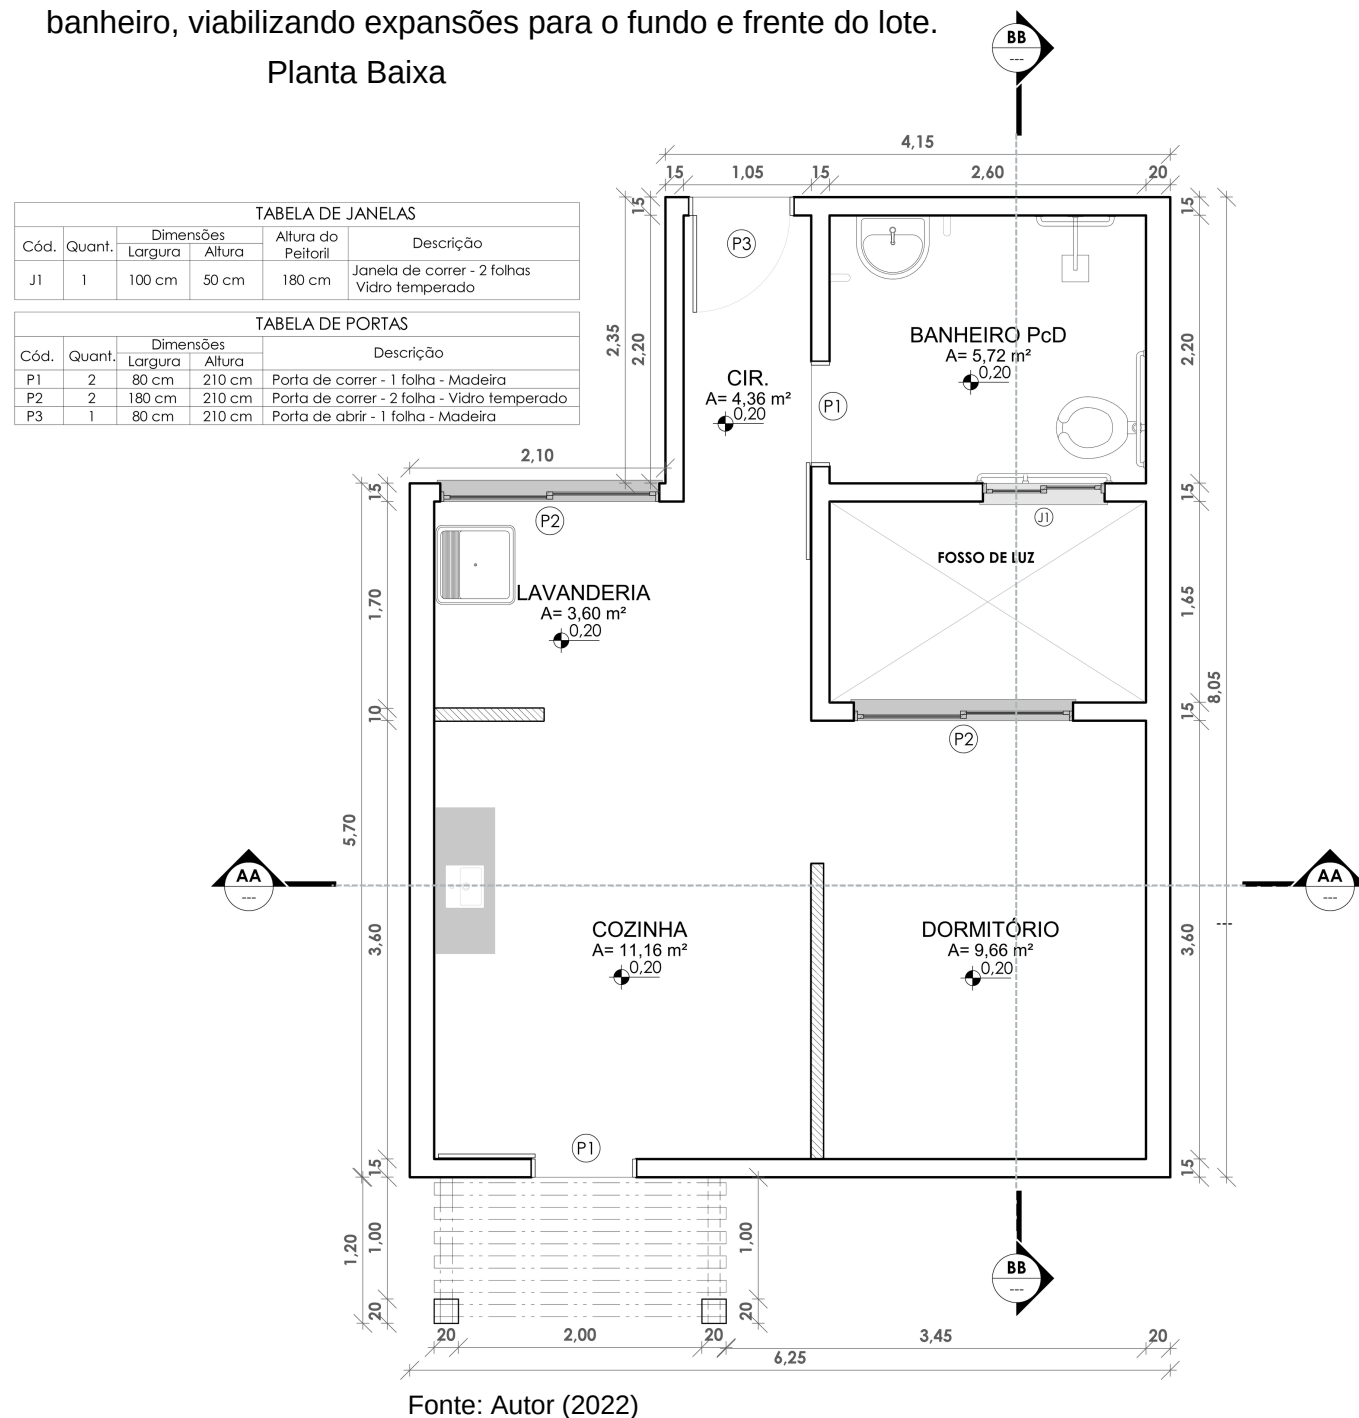 banheiro, viabilizando expansões para o fundo e frente do lote.
Planta Baixa
BB
---
4,15
15 1,05 15 2,60 20
TABELA DE JANELAS
Cód. Quant. Dimensões Altura do Peitoril Descrição
Largura Altura
J1 1 100 cm 50 cm 180 cm Janela de correr - 2 folhas
Vidro temperado
TABELA DE PORTAS
Cód. Quant. Dimensões Descrição
Largura Altura
P1 2 80 cm 210 cm Porta de correr - 1 folha - Madeira
P2 2 180 cm 210 cm Porta de correr - 2 folha - Vidro temperado
P3 1 80 cm 210 cm Porta de abrir - 1 folha - Madeira
15
15
P3
2,35
2,20
2,20
BANHEIRO PcD
A= 5,72 m²
0,20
CIR.
A= 4,36 m²
0,20
P1
2,10
15
15
P2
J1
FOSSO DE LUZ
LAVANDERIA
A= 3,60 m²
0,20
1,70
1,65
8,05
10
15
P2
5,70
AA
---
AA
---
3,60
3,60
---
COZINHA
A= 11,16 m²
0,20
DORMITÓRIO
A= 9,66 m²
0,20
P1
15
15
1,20
1,00
1,00
BB
---
20
20
20 2,00 20 3,45 20
6,25
Fonte: Autor (2022)